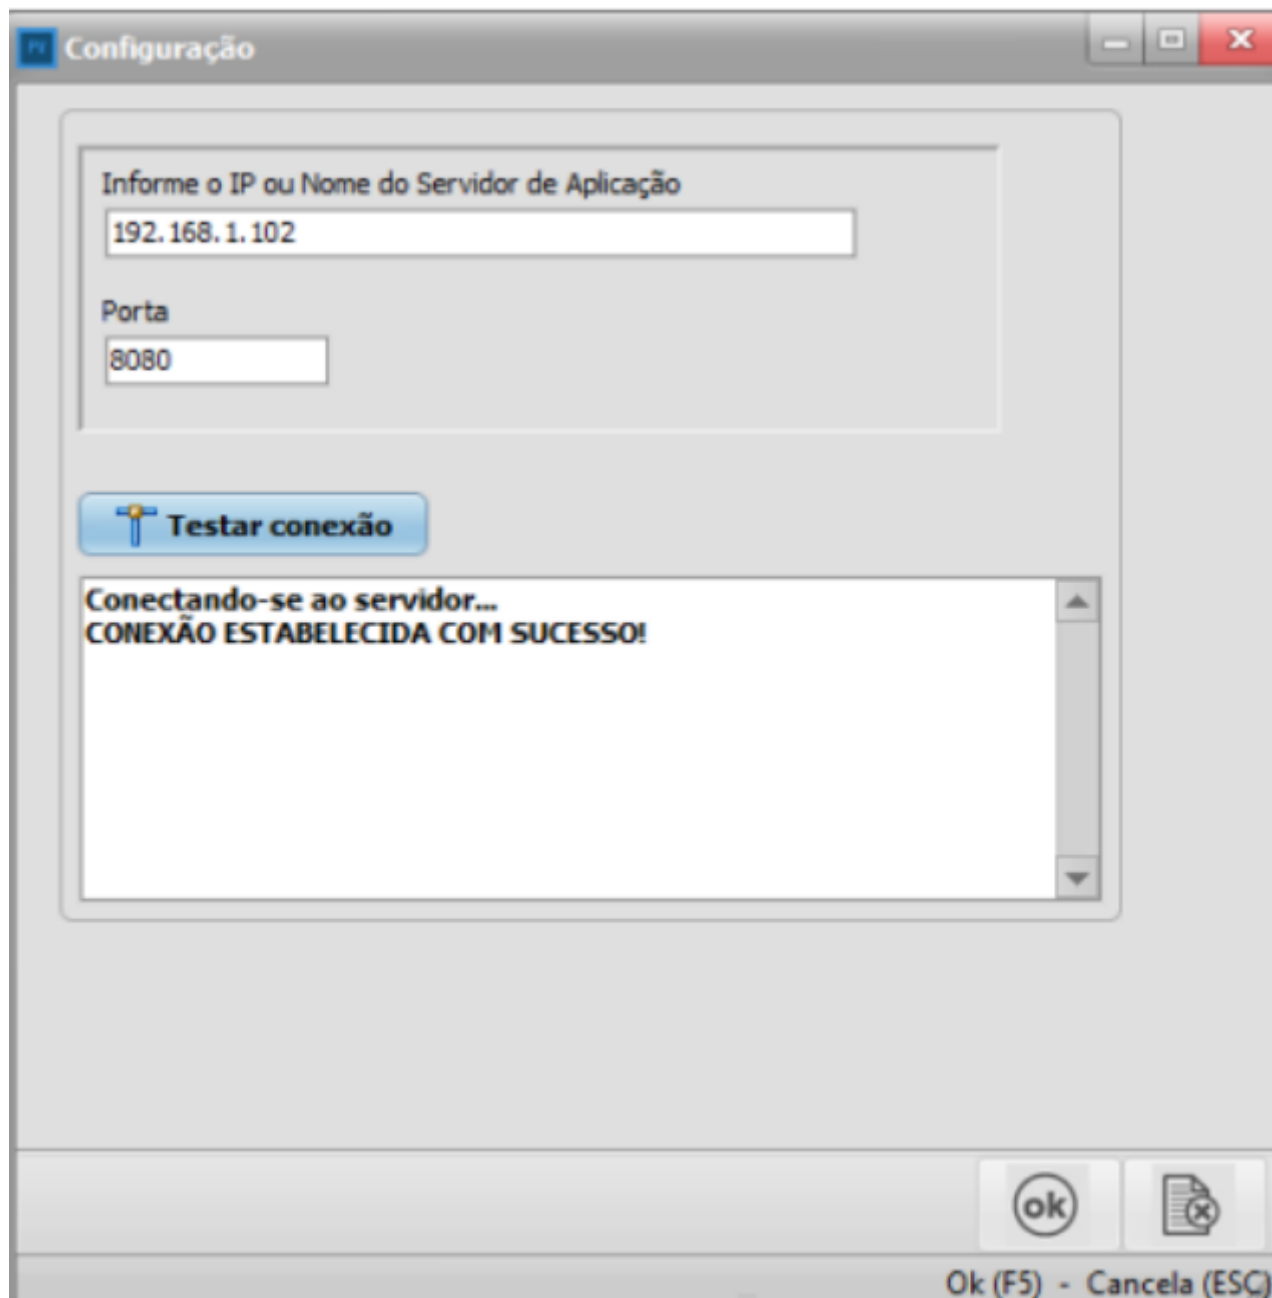 PV
Configuração
Informe o IP ou Nome do Servidor de Aplicação
192.168.1.102
Porta
8080
Testar conexão
Conectando-se ao servidor...
CONEXÃO ESTABELECIDA COM SUCESSO!
ok
Ok (F5) - Cancela (ESC)